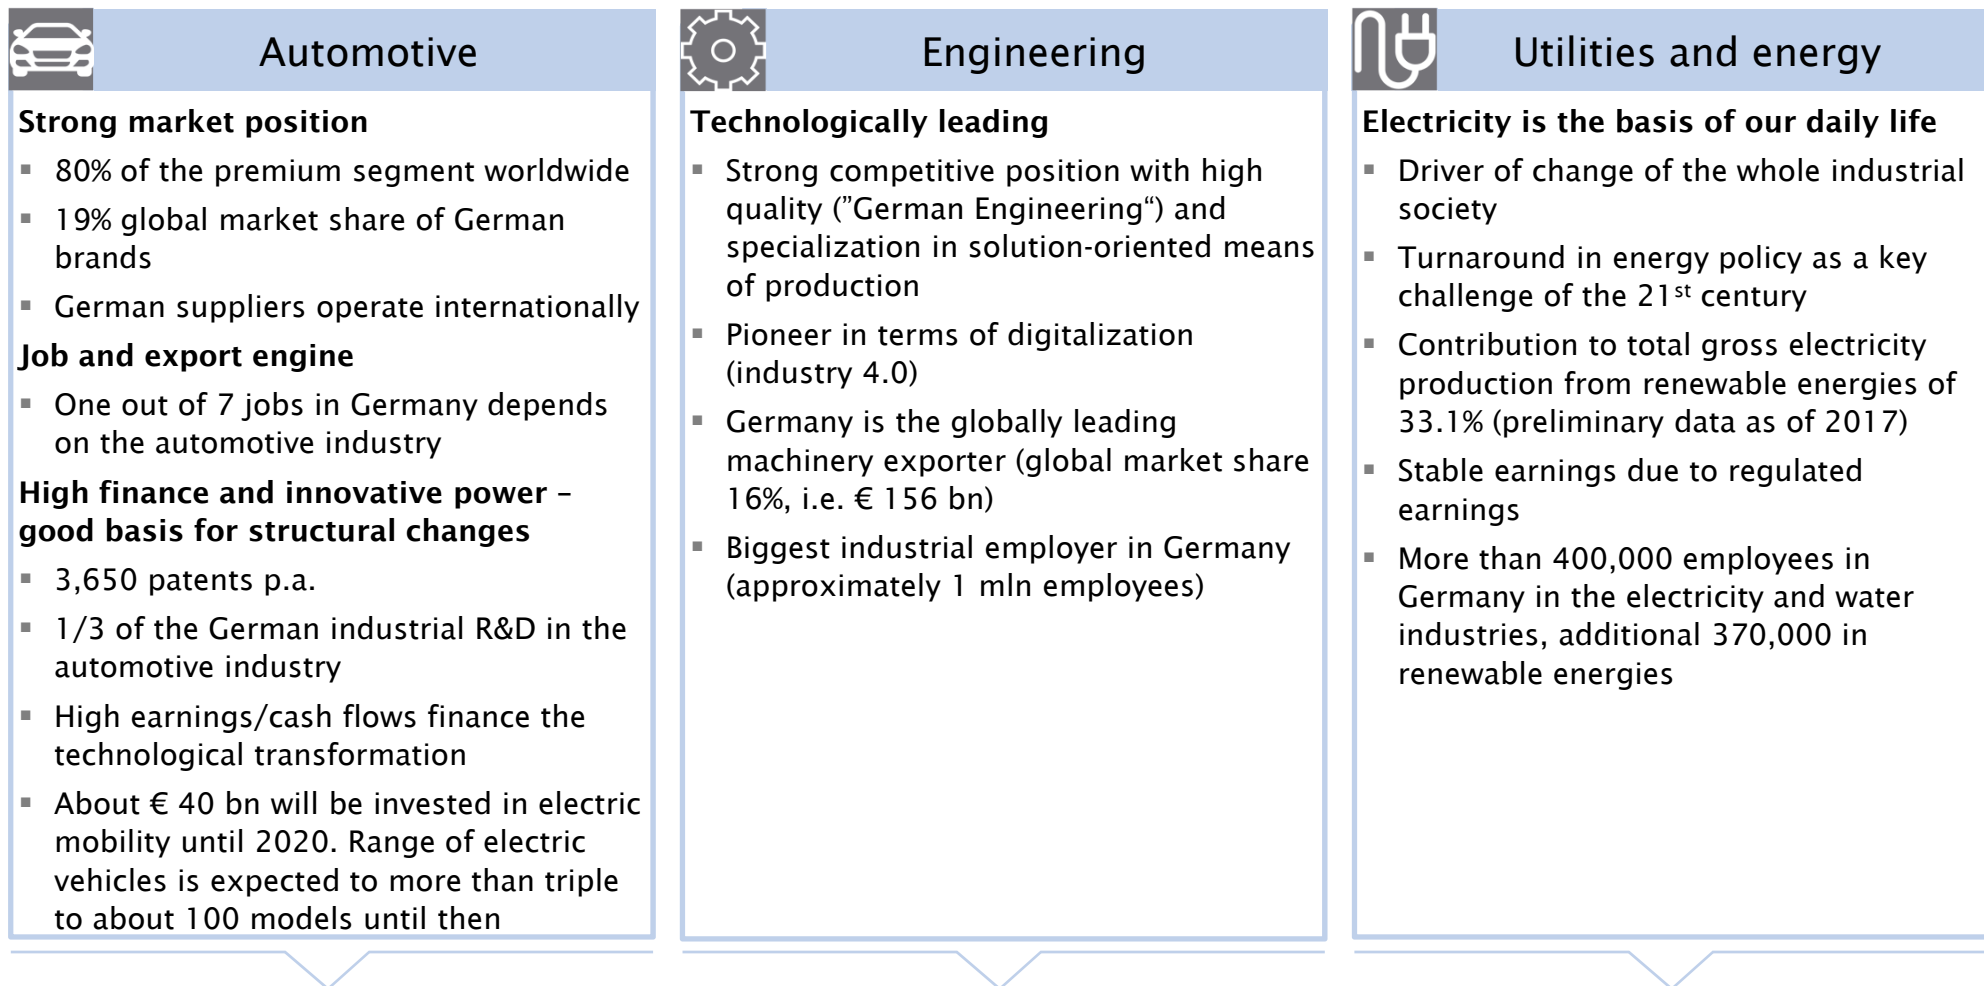 Automotive
Strong market position
▪ 80% of the premium segment worldwide
▪ 19% global market share of German
brands
▪ German suppliers operate internationally
Job and export engine
▪ One out of 7 jobs in Germany depends
on the automotive industry
High finance and innovative power –
good basis for structural changes
▪ 3,650 patents p.a.
▪ 1/3 of the German industrial R&D in the
automotive industry
▪ High earnings/cash flows finance the
technological transformation
▪ About € 40 bn will be invested in electric
mobility until 2020. Range of electric
vehicles is expected to more than triple
to about 100 models until then
Engineering
Technologically leading
▪ Strong competitive position with high
quality (”German Engineering“) and
specialization in solution-oriented means
of production
▪ Pioneer in terms of digitalization
(industry 4.0)
▪ Germany is the globally leading
machinery exporter (global market share
16%, i.e. € 156 bn)
▪ Biggest industrial employer in Germany
(approximately 1 mln employees)
Utilities and energy
Electricity is the basis of our daily life
▪ Driver of change of the whole industrial
society
▪ Turnaround in energy policy as a key
challenge of the 21st century
▪ Contribution to total gross electricity
production from renewable energies of
33.1% (preliminary data as of 2017)
▪ Stable earnings due to regulated
earnings
▪ More than 400,000 employees in
Germany in the electricity and water
industries, additional 370,000 in
renewable energies